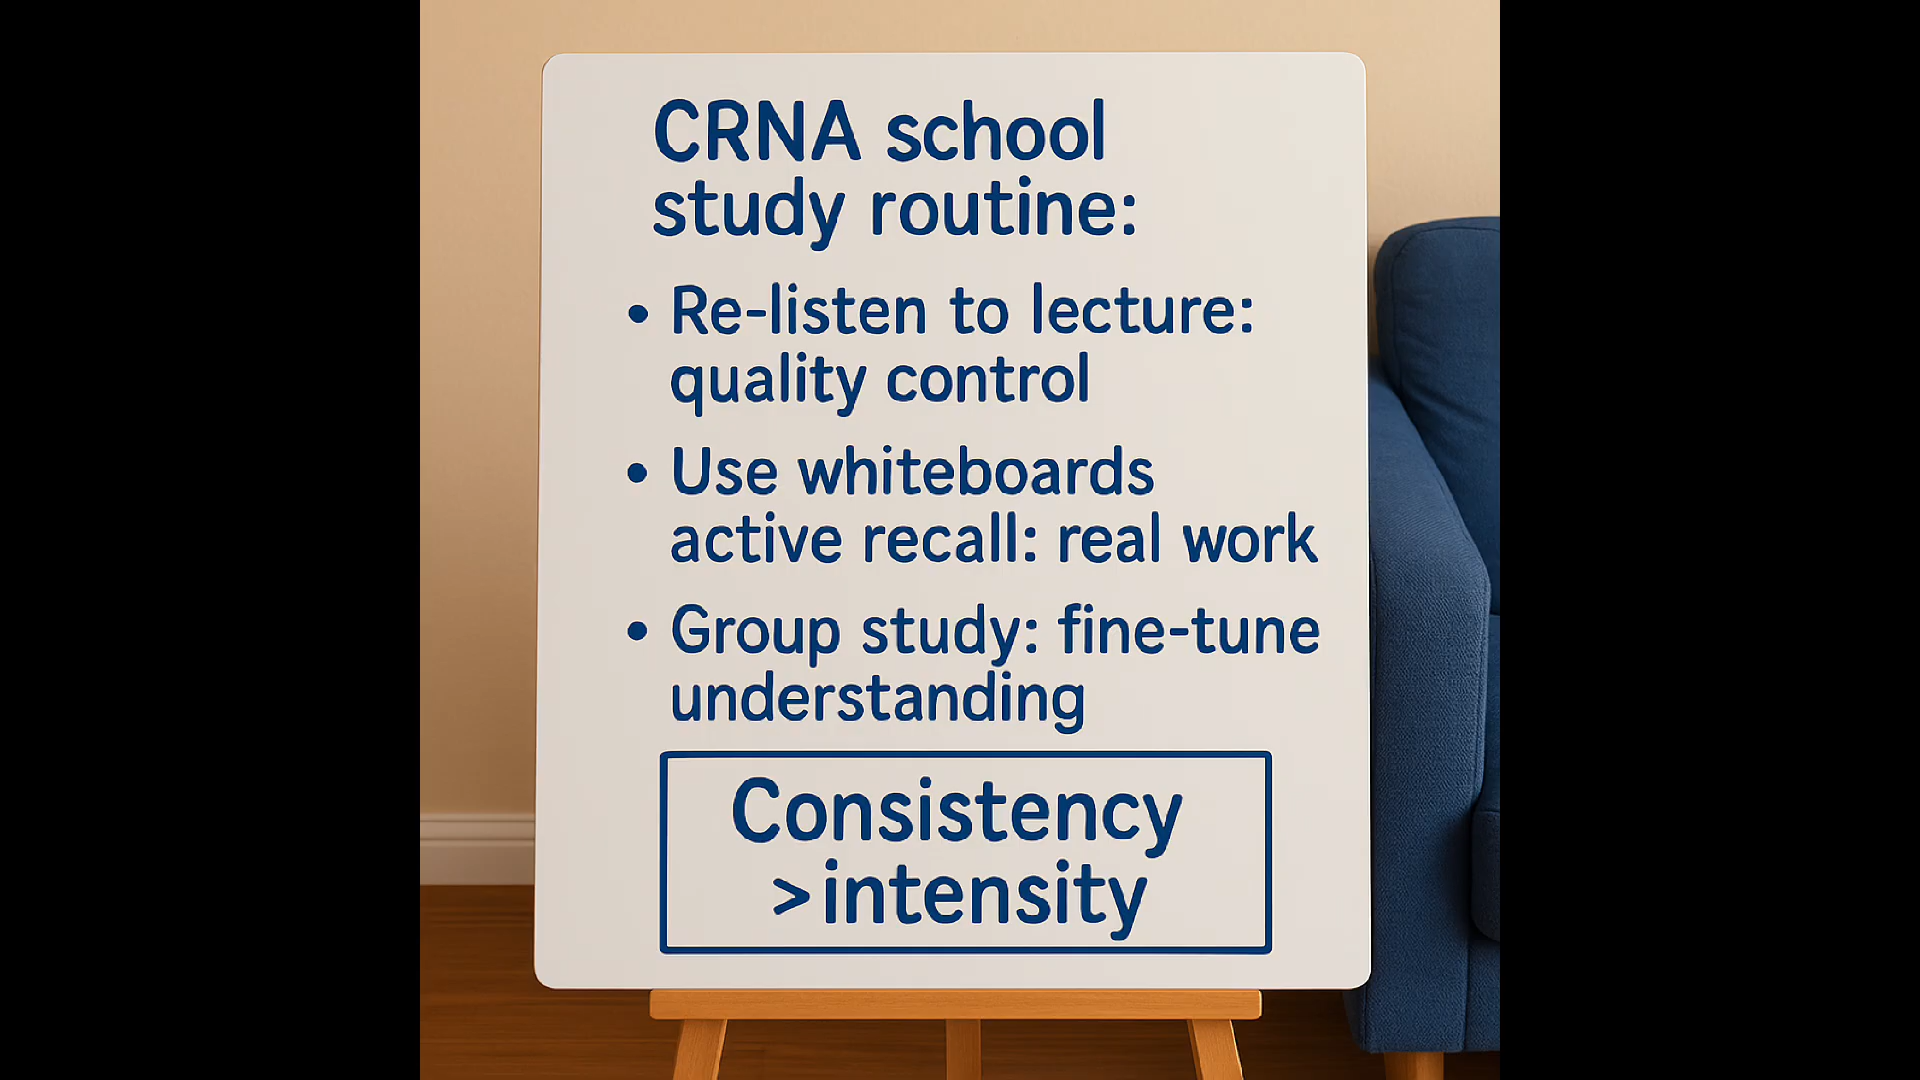 CRNA school
study routine:
• Re-listen to lecture:
quality control
• Use whiteboards
active recall: real work
• Group study: fine-tune
understanding
Consistency
>intensity